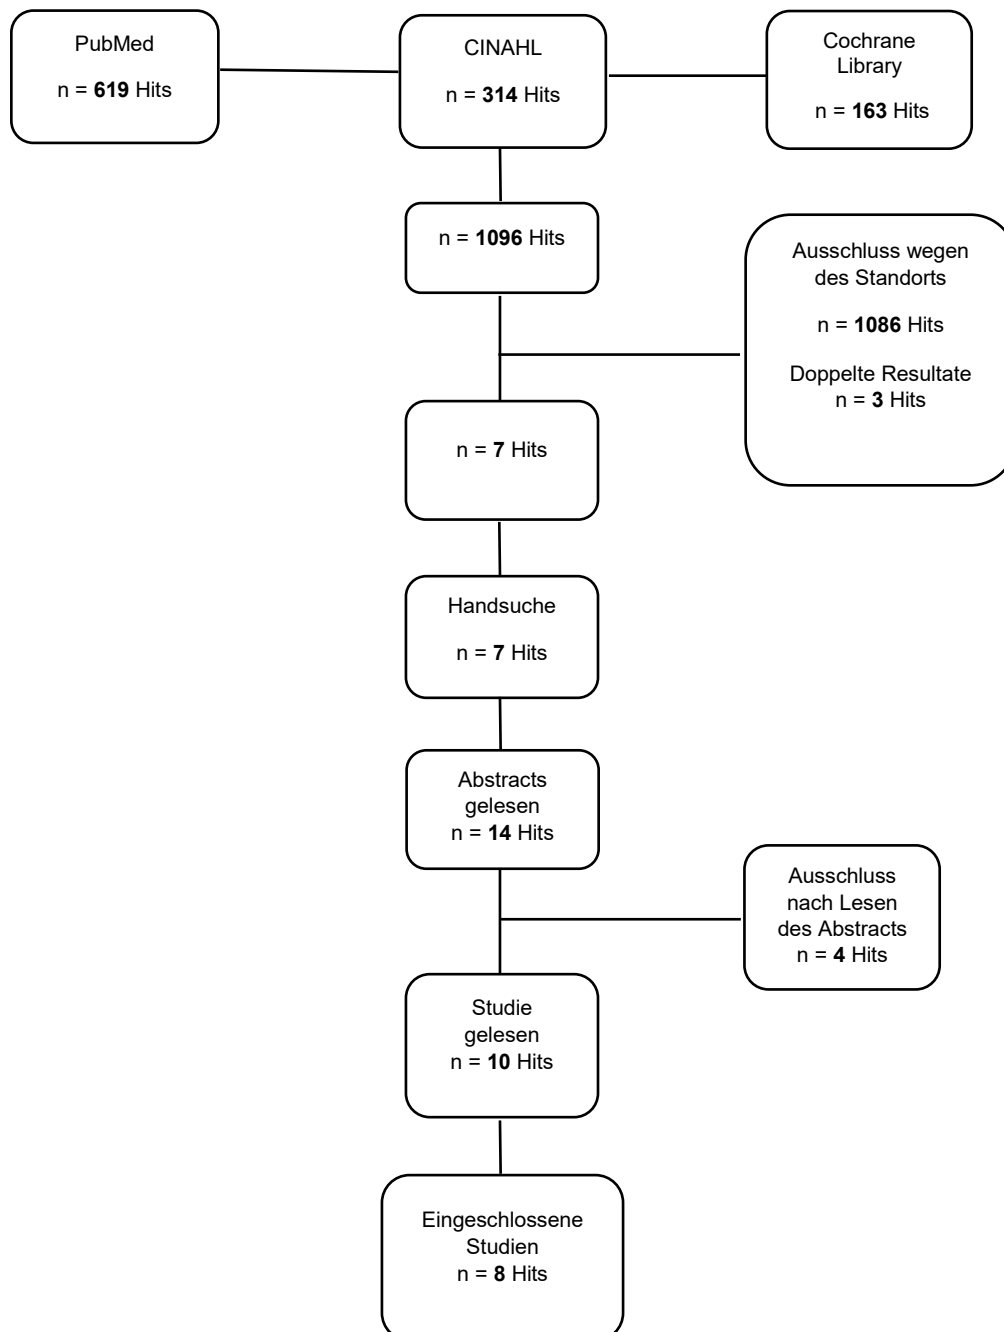 PubMed
n = 619 Hits
CINAHL
n = 314 Hits
Cochrane
Library
n = 163 Hits
n = 1096 Hits
Ausschluss wegen
des Standorts
n = 1086 Hits
Doppelte Resultate
n = 3 Hits
n = 7 Hits
Handsuche
n = 7 Hits
Abstracts
gelesen
n = 14 Hits
Ausschluss
nach Lesen
des Abstracts
n = 4 Hits
Studie
gelesen
n = 10 Hits
Eingeschlossene
Studien
n = 8 Hits